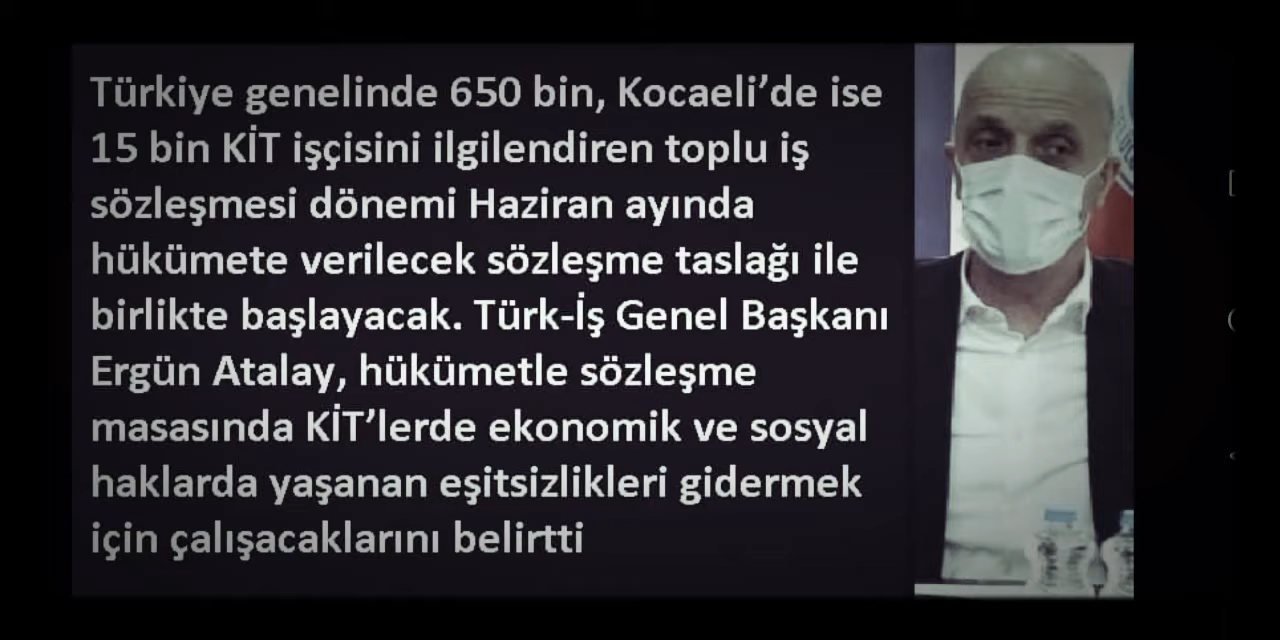 Türkiye genelinde 650 bin, Kocaeli’de ise
15 bin KİT işçisini ilgilendiren toplu iş
sözleşmesi dönemi Haziran ayında
hükümete verilecek sözleşme taslağı ile
birlikte başlayacak. Türk-İş Genel Başkanı
Ergün Atalay, hükümetle sözleşme
masasında KİT’lerde ekonomik ve sosyal
haklarda yaşanan eşitsizlikleri gidermek
için çalışacaklarını belirtti